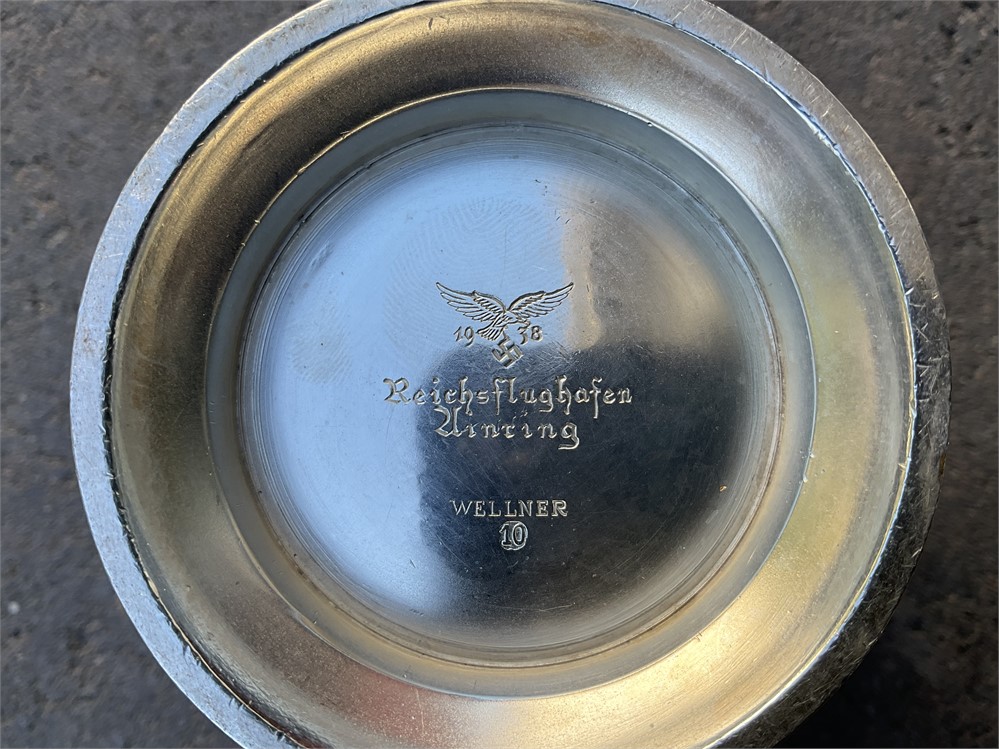 1938
Reichsflughafen
Ainring
WELLNER
10